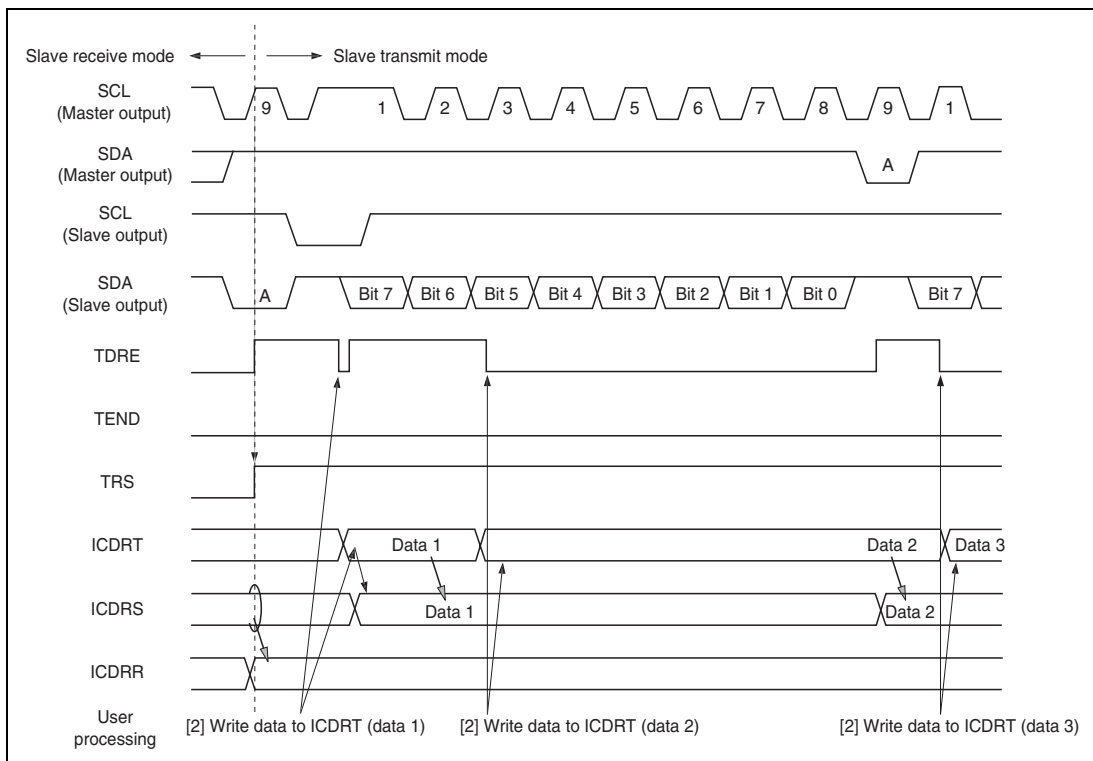 Slave receive mode
Slave transmit mode
SCL
(Master output)
9 1 2 3 4 5 6 7 8 9 1
SDA
(Master output)
A
SCL
(Slave output)
SDA
(Slave output)
A Bit 7 Bit 6 Bit 5 Bit 4 Bit 3 Bit 2 Bit 1 Bit 0 Bit 7
TDRE
TEND
TRS
ICDRT
Data 1 Data 2 Data 3
ICDRS
Data 1 Data 2
ICDRR
User
processing
[2] Write data to ICDRT (data 1) [2] Write data to ICDRT (data 2) [2] Write data to ICDRT (data 3)